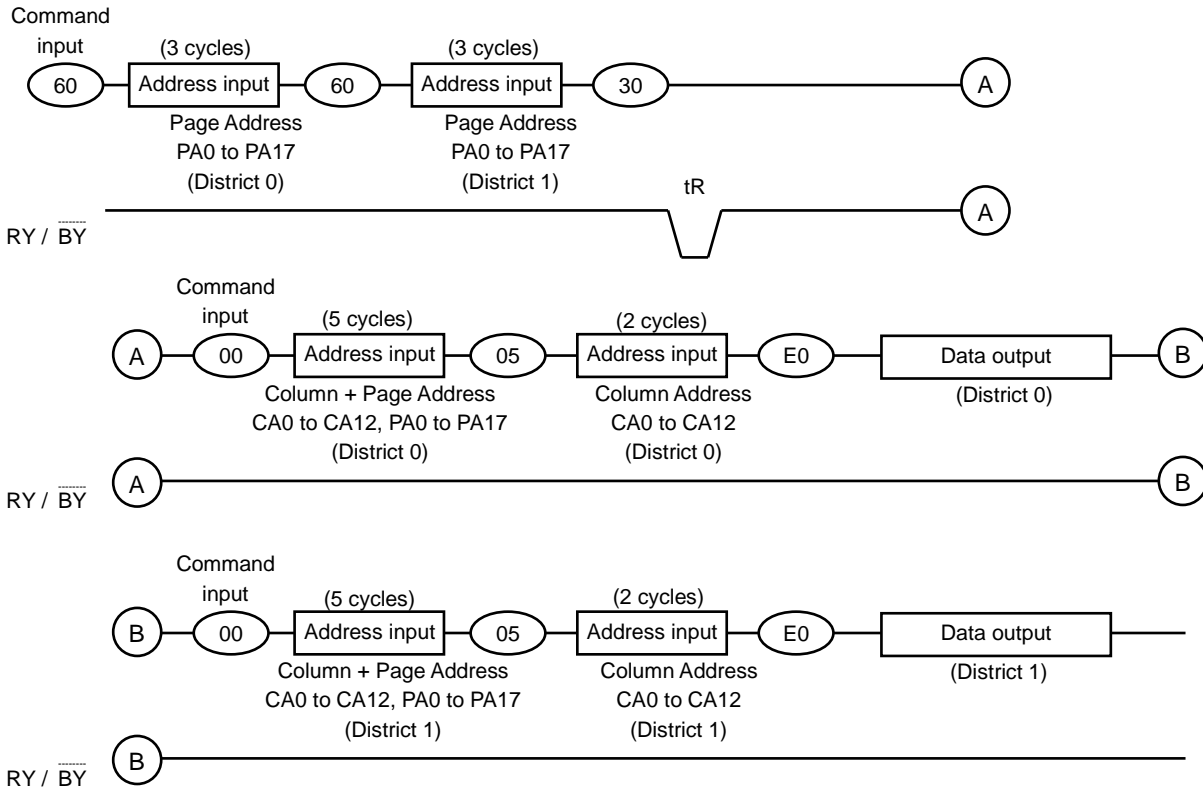 Command
input
(3 cycles)
(3 cycles)
60
Address input
60
Address input
30
A
Page Address
PA0 to PA17
(District 0)
Page Address
PA0 to PA17
(District 1)
tR
A
RY / BY
Command
input
(5 cycles)
(2 cycles)
A
00
Address input
05
Address input
E0
Data output
B
Column + Page Address
CA0 to CA12, PA0 to PA17
(District 0)
Column Address
CA0 to CA12
(District 0)
(District 0)
A
B
RY / BY
Command
input
(5 cycles)
(2 cycles)
B
00
Address input
05
Address input
E0
Data output
Column + Page Address
CA0 to CA12, PA0 to PA17
(District 1)
Column Address
CA0 to CA12
(District 1)
(District 1)
B
RY / BY